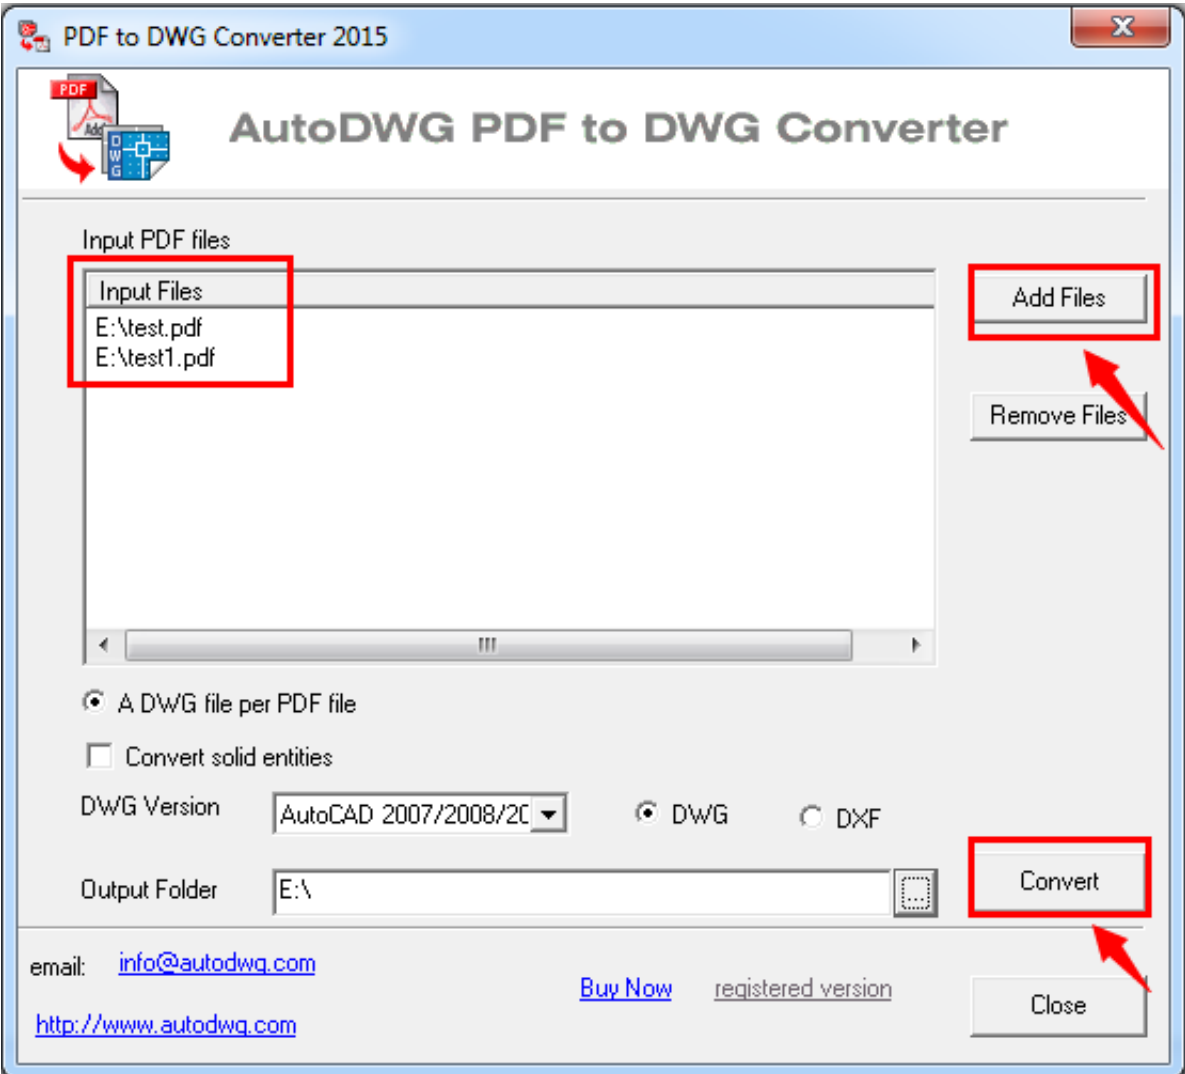 PDF to DWG Converter 2015
PDF
Add
DWG
AutoDWG PDF to DWG Converter
Input PDF files
Input Files
E:\test.pdf
E:\test1.pdf
Add Files
Remove Files
A DWG file per PDF file
Convert solid entities
DWG Version
AutoCAD 2007/2008/20
DWG
DXF
Output Folder
E:\
...
Convert
email:
info@autodwg.com
Buy Now
registered version
Close
http://www.autodwg.com